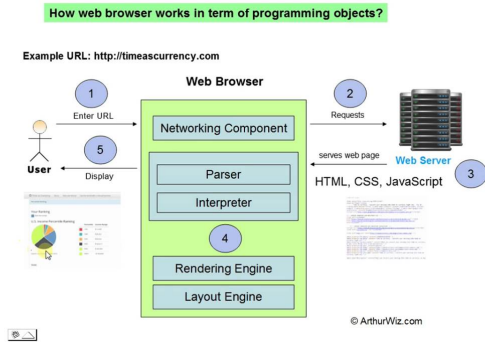 How web browser works in term of programming objects?
Example URL: http://timeascurrency.com
Web Browser
1
2
Enter URL
Networking Component
Requests
5
User
Display
serves web page
Web Server
3
Parser
HTML, CSS, JavaScript
Interpreter
4
Rendering Engine
Layout Engine
© ArthurWiz.com